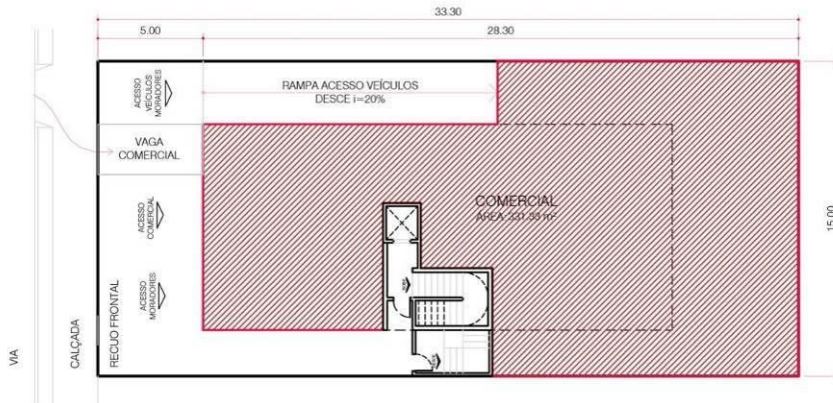 33.30
5.00
28.30
ACESSO
VEÍCULOS
MORADORES
RAMPA ACESSO VEÍCULOS
DESCE i=20%
VAGA
COMERCIAL
ACESSO
COMERCIAL
COMERCIAL
ÁREA: 331.33 m²
15.00
ACESSO
MORADORES
RECUO FRONTAL
CALÇADA
VIA